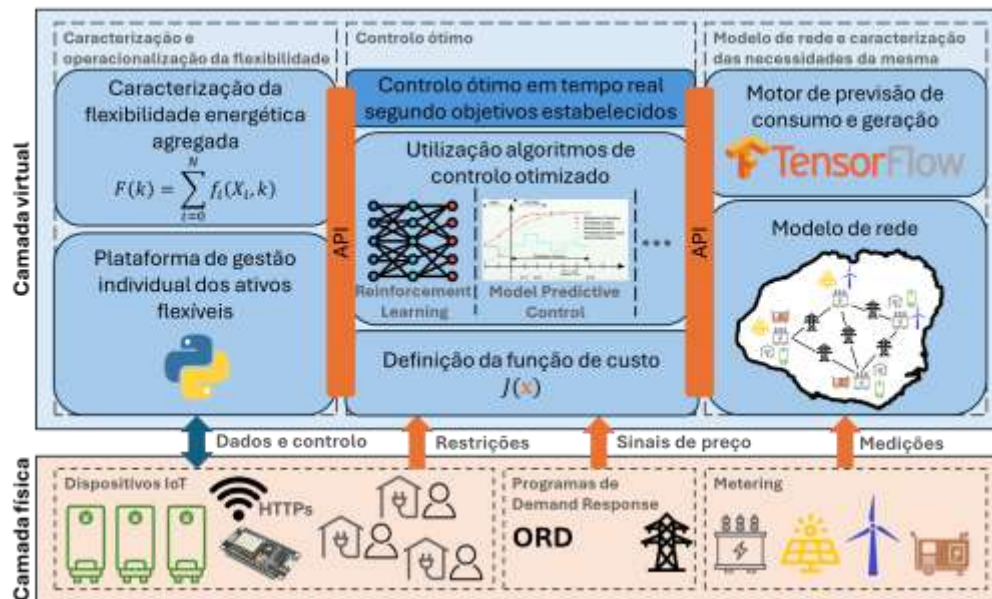 Camada virtual
Caracterização e
operacionalização da flexibilidade
Caracterização da
flexibilidade energética
agregada
F(k) = ∑_{i=0}^{N} f_i(X_i, k)
Plataforma de gestão
individual dos ativos
flexíveis
API
Controlo ótimo
Controlo ótimo em tempo real
segundo objetivos estabelecidos
Utilização algoritmos de
controlo otimizado
Reinforcement
Learning
Model Predictive
Control
...
Definição da função de custo
J(x)
API
Modelo de rede e caracterização
das necessidades da mesma
Motor de previsão de
consumo e geração
TensorFlow
Modelo de rede
Dados e controlo
Restrições
Sinais de preço
Medições
Camada física
Dispositivos IoT
HTTPs
Programas de
Demand Response
ORD
Metering